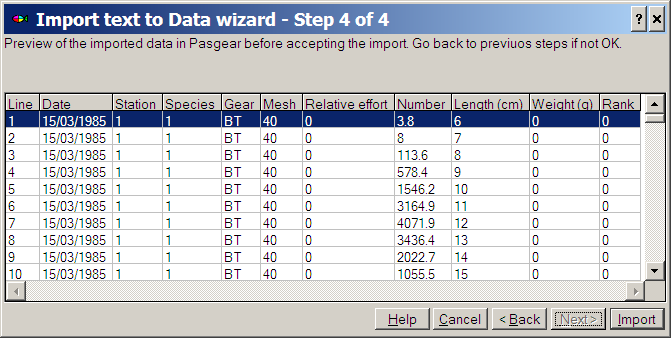 Import text to Data wizard - Step 4 of 4
Preview of the imported data in Pasgear before accepting the import. Go back to previuos steps if not OK.
Line Date Station Species Gear Mesh Relative effort Number Length (cm) Weight (g) Rank
1 15/03/1985 1 1 BT 40 0 3.8 6 0 0
2 15/03/1985 1 1 BT 40 0 8 7 0 0
3 15/03/1985 1 1 BT 40 0 113.6 8 0 0
4 15/03/1985 1 1 BT 40 0 578.4 9 0 0
5 15/03/1985 1 1 BT 40 0 1546.2 10 0 0
6 15/03/1985 1 1 BT 40 0 3164.9 11 0 0
7 15/03/1985 1 1 BT 40 0 4071.9 12 0 0
8 15/03/1985 1 1 BT 40 0 3436.4 13 0 0
9 15/03/1985 1 1 BT 40 0 2022.7 14 0 0
10 15/03/1985 1 1 BT 40 0 1055.5 15 0 0
Help Cancel < Back Next > Import